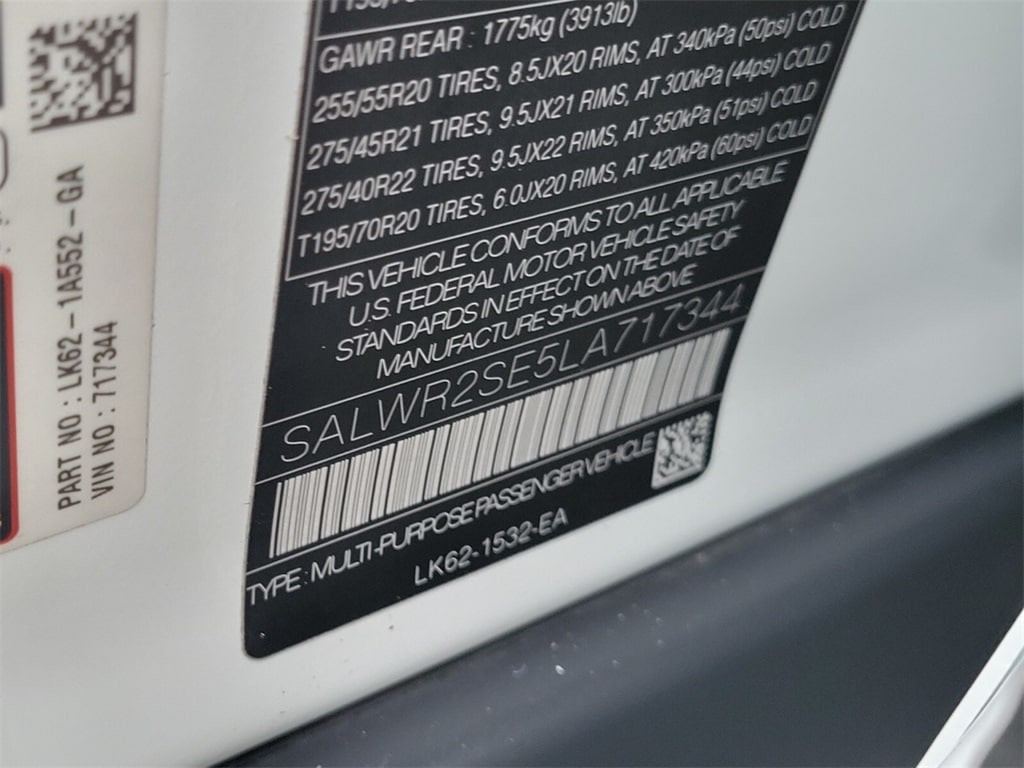 GAWR REAR : 1775kg (3913lb)
255/55R20 TIRES, 8.5JX20 RIMS, AT 340kPa (50psi) COLD
275/45R21 TIRES, 9.5JX21 RIMS, AT 300kPa (44psi) COLD
275/40R22 TIRES, 9.5JX22 RIMS, AT 350kPa (51psi) COLD
T195/70R20 TIRES, 6.0JX20 RIMS, AT 420kPa (60psi) COLD
THIS VEHICLE CONFORMS TO ALL APPLICABLE
U.S. FEDERAL MOTOR VEHICLE SAFETY
STANDARDS IN EFFECT ON THE DATE OF
MANUFACTURE SHOWN ABOVE
SALWR2SE5LA717344
TYPE : MULTI-PURPOSE PASSENGER VEHICLE
LK62-1532-EA
PART NO : LK62-1A552-GA
VIN NO : 717344